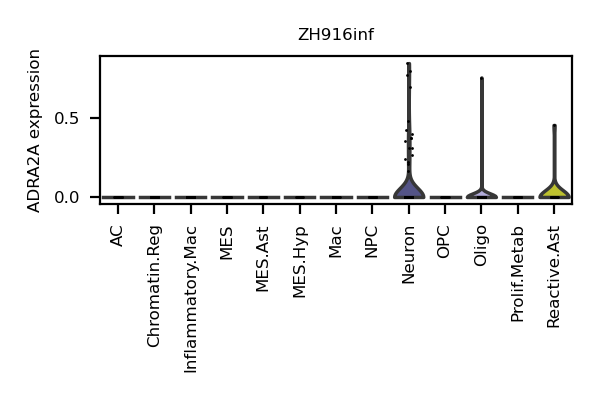 ZH916inf
ADRA2A expression
0.5
0.0
AC
Chromatin.Reg
Inflammatory.Mac
MES
MES.Ast
MES.Hyp
Mac
NPC
Neuron
OPC
Oligo
Prolif.Metab
Reactive.Ast